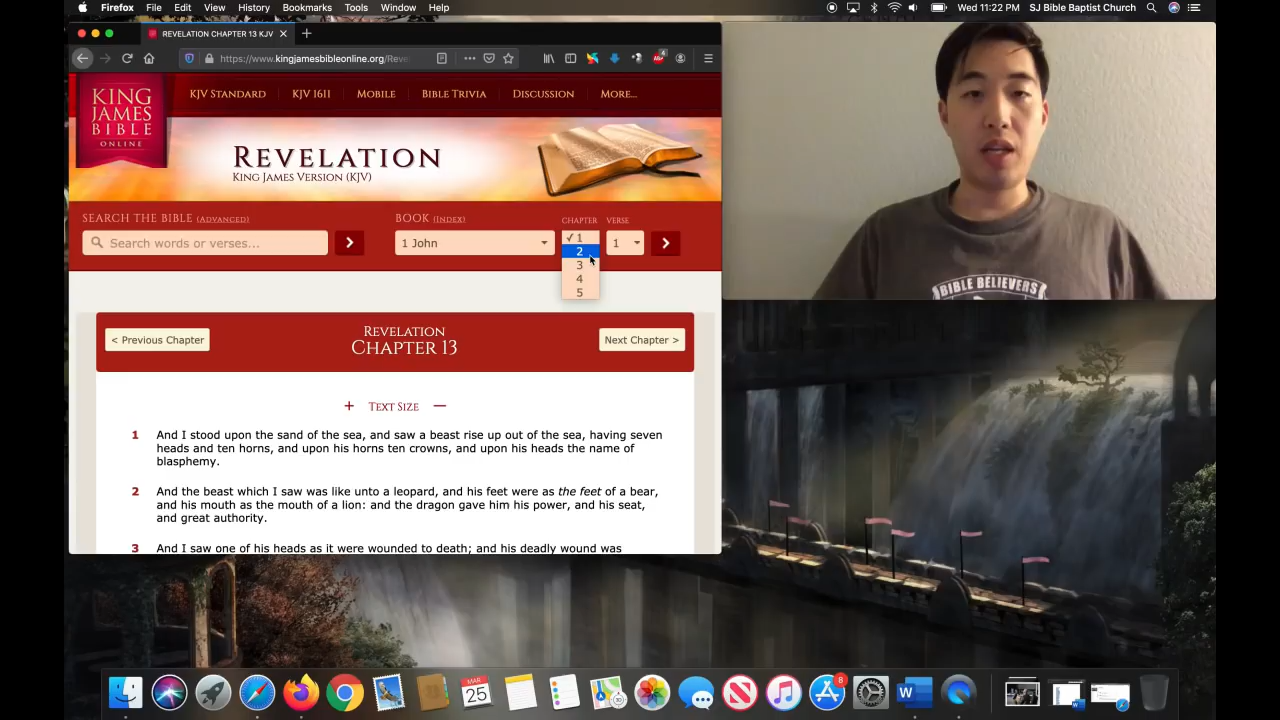 Firefox File Edit View History Bookmarks Tools Window Help
Wed 11:22 PM SJ Bible Baptist Church
REVELATION CHAPTER 13 KJV
https://www.kingjamesbibleonline.org/Reve
4
KING
JAMES
BIBLE
ONLINE
KJV STANDARD KJV 1611 MOBILE BIBLE TRIVIA DISCUSSION MORE...
REVELATION
KING JAMES VERSION (KJV)
SEARCH THE BIBLE (ADVANCED)
BOOK (INDEX) CHAPTER VERSE
Search words or verses...
1 John
✓ 1
1
2
3
4
5
< Previous Chapter
REVELATION
CHAPTER 13
Next Chapter >
+ TEXT SIZE —
1 And I stood upon the sand of the sea, and saw a beast rise up out of the sea, having seven
heads and ten horns, and upon his horns ten crowns, and upon his heads the name of
blasphemy.
2 And the beast which I saw was like unto a leopard, and his feet were as the feet of a bear,
and his mouth as the mouth of a lion: and the dragon gave him his power, and his seat,
and great authority.
3 And I saw one of his heads as it were wounded to death; and his deadly wound was
BIBLE BELIEVERS
MAR
25
8
W